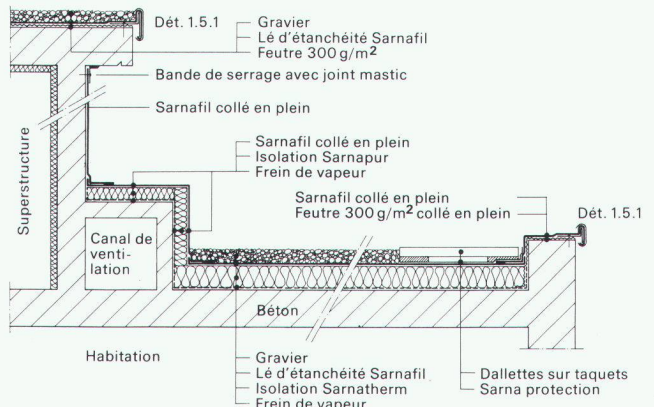 Dét. 1.5.1
Gravier
Lé d'étanchéité Sarnafil
Feutre 300 g/m²
Bande de serrage avec joint mastic
Sarnafil collé en plein
Superstructure
Sarnafil collé en plein
Isolation Sarnapur
Frein de vapeur
Sarnafil collé en plein
Feutre 300 g/m² collé en plein
Dét. 1.5.1
Canal de
venti-
lation
Béton
Habitation
Gravier
Lé d'étanchéité Sarnafil
Isolation Sarnatherm
Frein de vapeur
Dallettes sur taquets
Sarna protection